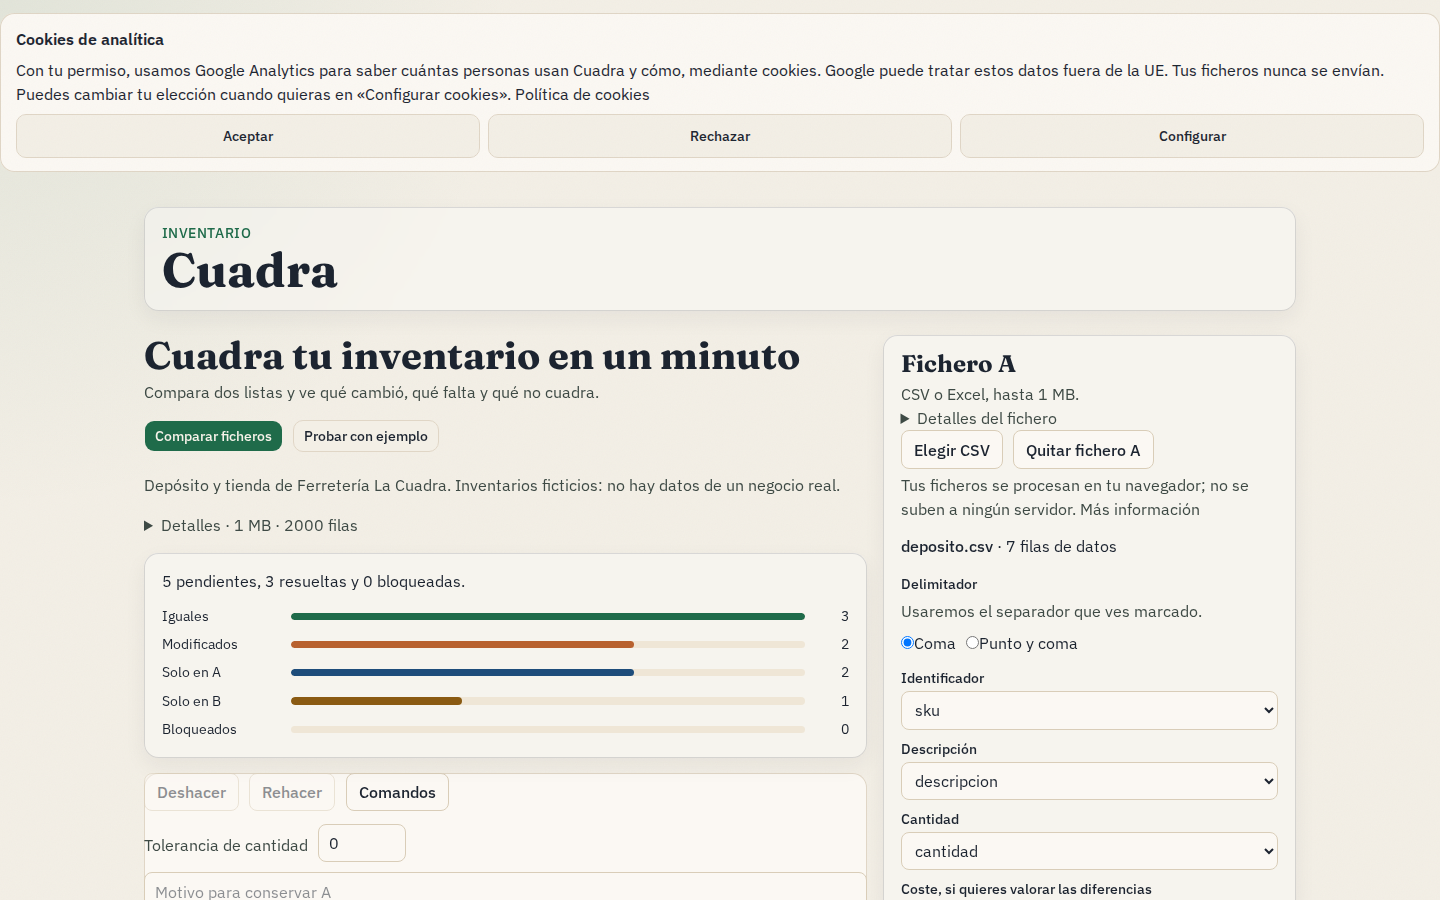 Cookies de analítica
Con tu permiso, usamos Google Analytics para saber cuántas personas usan Cuadra y cómo, mediante cookies. Google puede tratar estos datos fuera de la UE. Tus ficheros nunca se envían.
Puedes cambiar tu elección cuando quieras en «Configurar cookies». Política de cookies
Aceptar
Rechazar
Configurar
INVENTARIO
Cuadra
Cuadra tu inventario en un minuto
Compara dos listas y ve qué cambió, qué falta y qué no cuadra.
Comparar ficheros
Probar con ejemplo
Depósito y tienda de Ferretería La Cuadra. Inventarios ficticios: no hay datos de un negocio real.
Detalles · 1 MB · 2000 filas
5 pendientes, 3 resueltas y 0 bloqueadas.
Iguales 3
Modificados 2
Solo en A 2
Solo en B 1
Bloqueados 0
Deshacer
Rehacer
Comandos
Tolerancia de cantidad 0
Motivo para conservar A
Fichero A
CSV o Excel, hasta 1 MB.
Detalles del fichero
Elegir CSV
Quitar fichero A
Tus ficheros se procesan en tu navegador; no se
suben a ningún servidor. Más información
deposito.csv · 7 filas de datos
Delimitador
Usaremos el separador que ves marcado.
Coma
Punto y coma
Identificador
sku
Descripción
descripcion
Cantidad
cantidad
Coste, si quieres valorar las diferencias